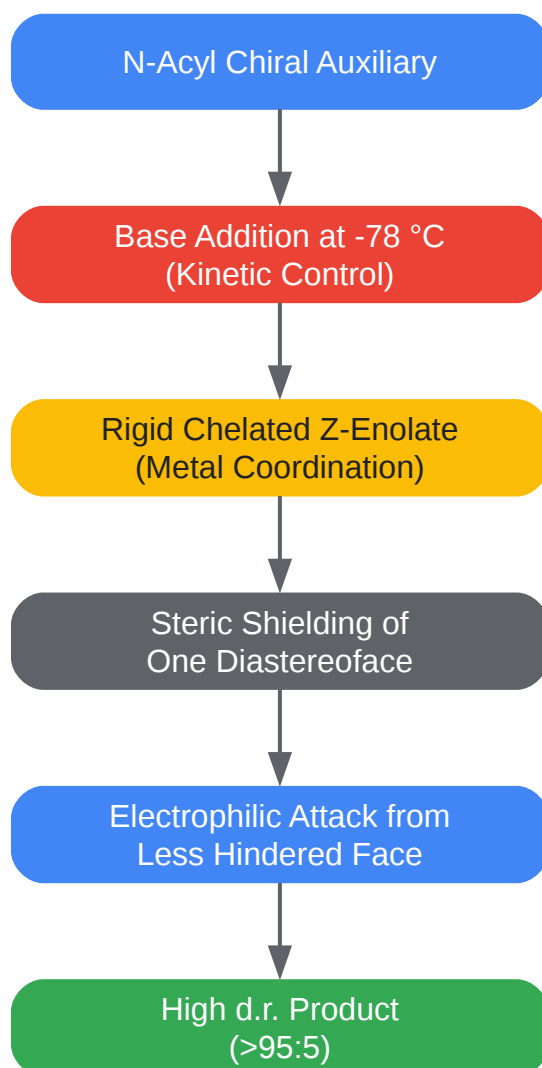 N-Acyl Chiral Auxiliary
Base Addition at -78 °C
(Kinetic Control)
Rigid Chelated Z-Enolate
(Metal Coordination)
Steric Shielding of
One Diastereoface
Electrophilic Attack from
Less Hindered Face
High d.r. Product
(>95:5)